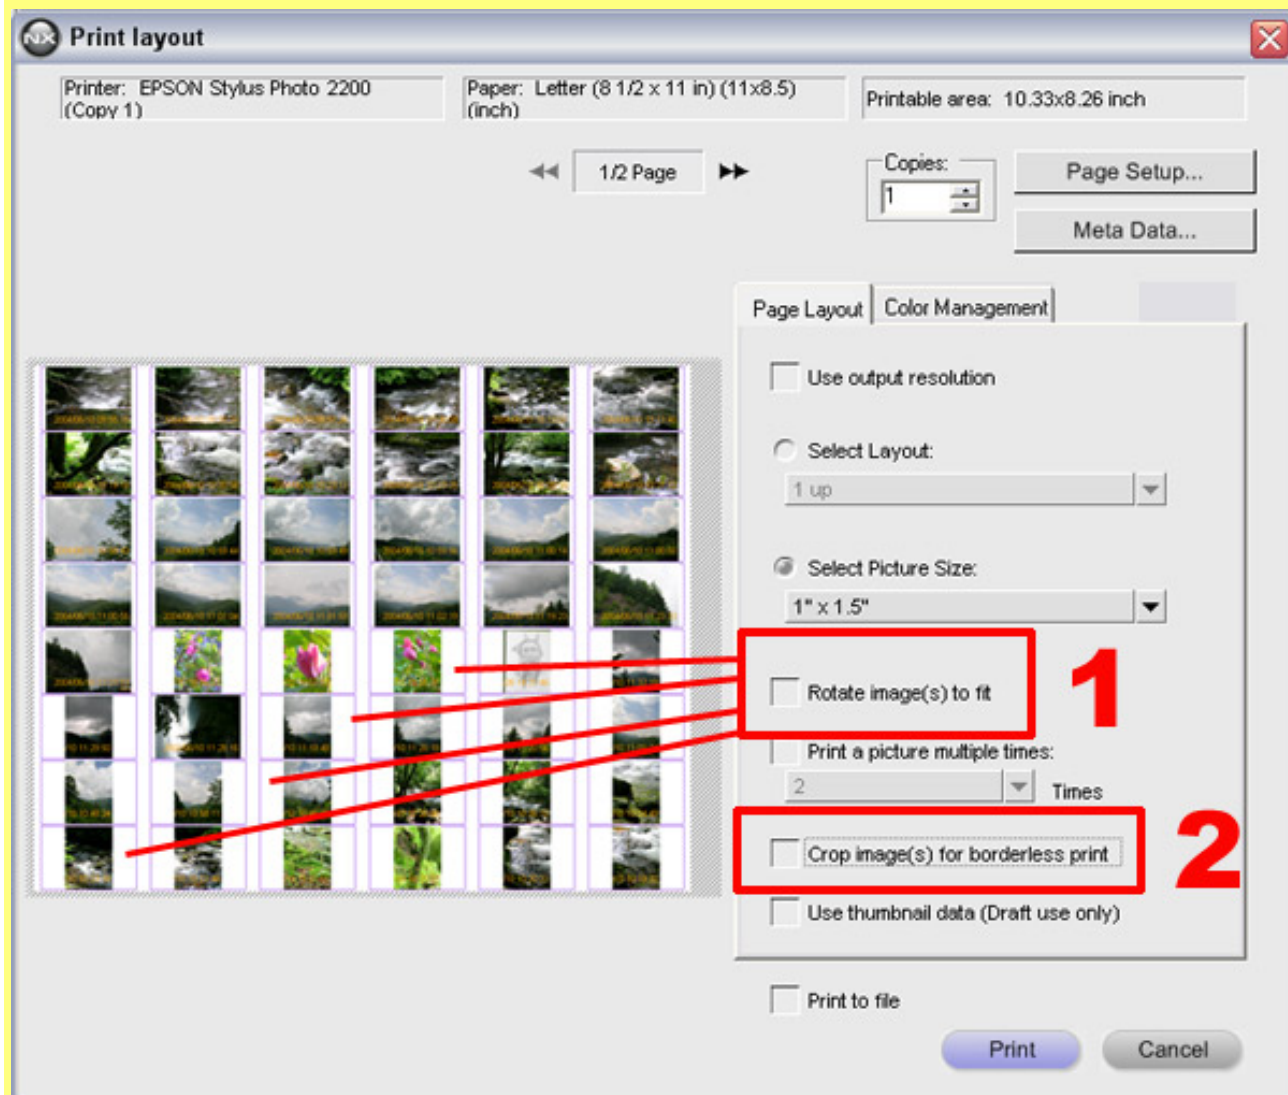 NX Print layout
Printer: EPSON Stylus Photo 2200
(Copy 1)
Paper: Letter (8 1/2 x 11 in) (11x8.5)
(inch)
Printable area: 10.33x8.26 inch
1/2 Page
Copies:
1
Page Setup...
Meta Data...
Page Layout
Color Management
Use output resolution
Select Layout:
1 up
Select Picture Size:
1" x 1.5"
Rotate image(s) to fit
1
Print a picture multiple times:
2
Times
Crop image(s) for borderless print
2
Use thumbnail data (Draft use only)
Print to file
Print
Cancel